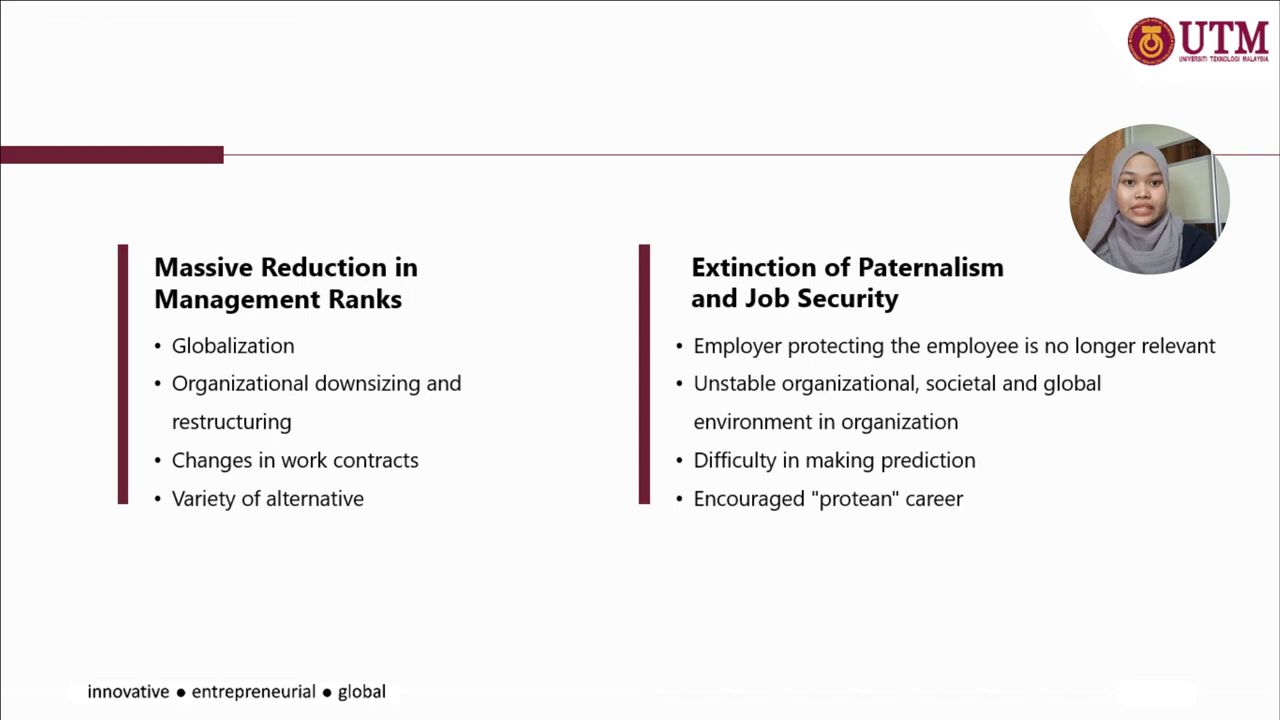 UTM
UNIVERSITI TEKNOLOGI MALAYSIA
Massive Reduction in
Management Ranks
• Globalization
• Organizational downsizing and
restructuring
• Changes in work contracts
• Variety of alternative
Extinction of Paternalism
and Job Security
• Employer protecting the employee is no longer relevant
• Unstable organizational, societal and global
environment in organization
• Difficulty in making prediction
• Encouraged "protean" career
innovative ● entrepreneurial ● global